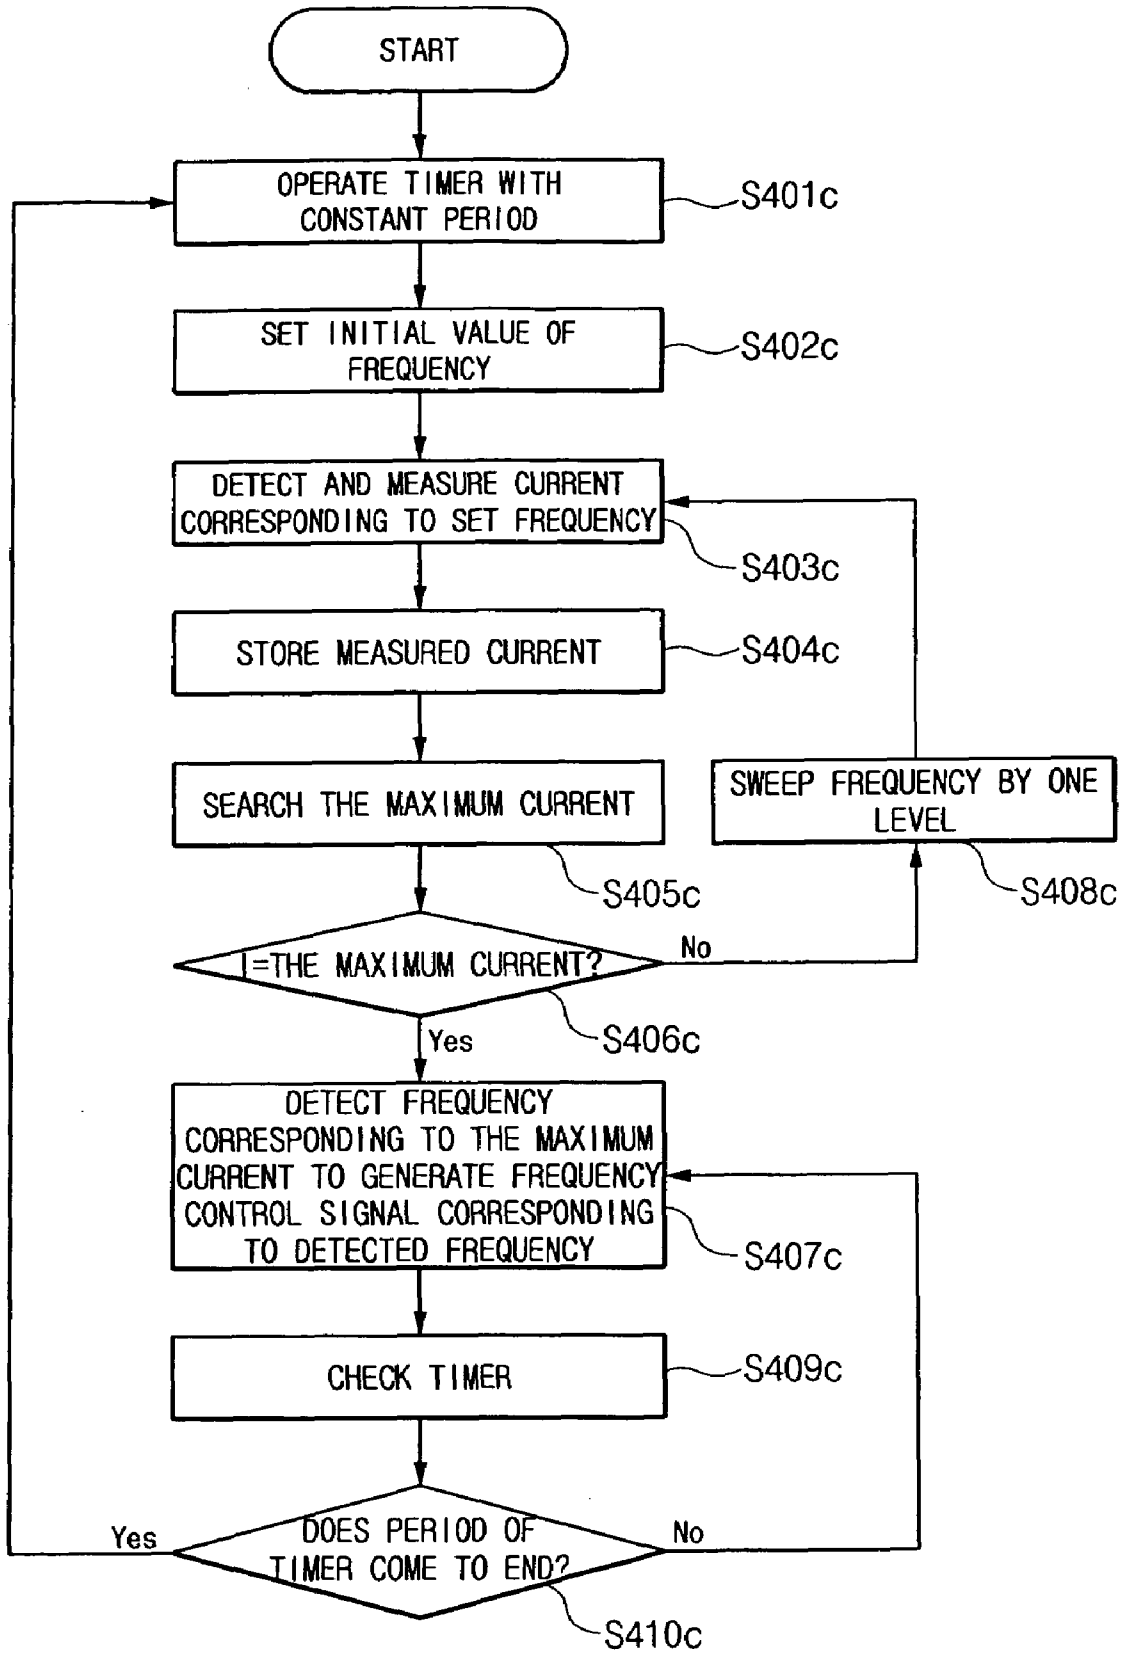 START
OPERATE TIMER WITH
CONSTANT PERIOD
S401c
SET INITIAL VALUE OF
FREQUENCY
S402c
DETECT AND MEASURE CURRENT
CORRESPONDING TO SET FREQUENCY
S403c
STORE MEASURED CURRENT
S404c
SEARCH THE MAXIMUM CURRENT
S405c
SWEEP FREQUENCY BY ONE
LEVEL
S408c
I=THE MAXIMUM CURRENT?
No
S406c
Yes
DETECT FREQUENCY
CORRESPONDING TO THE MAXIMUM
CURRENT TO GENERATE FREQUENCY
CONTROL SIGNAL CORRESPONDING
TO DETECTED FREQUENCY
S407c
CHECK TIMER
S409c
DOES PERIOD OF
TIMER COME TO END?
Yes
No
S410c